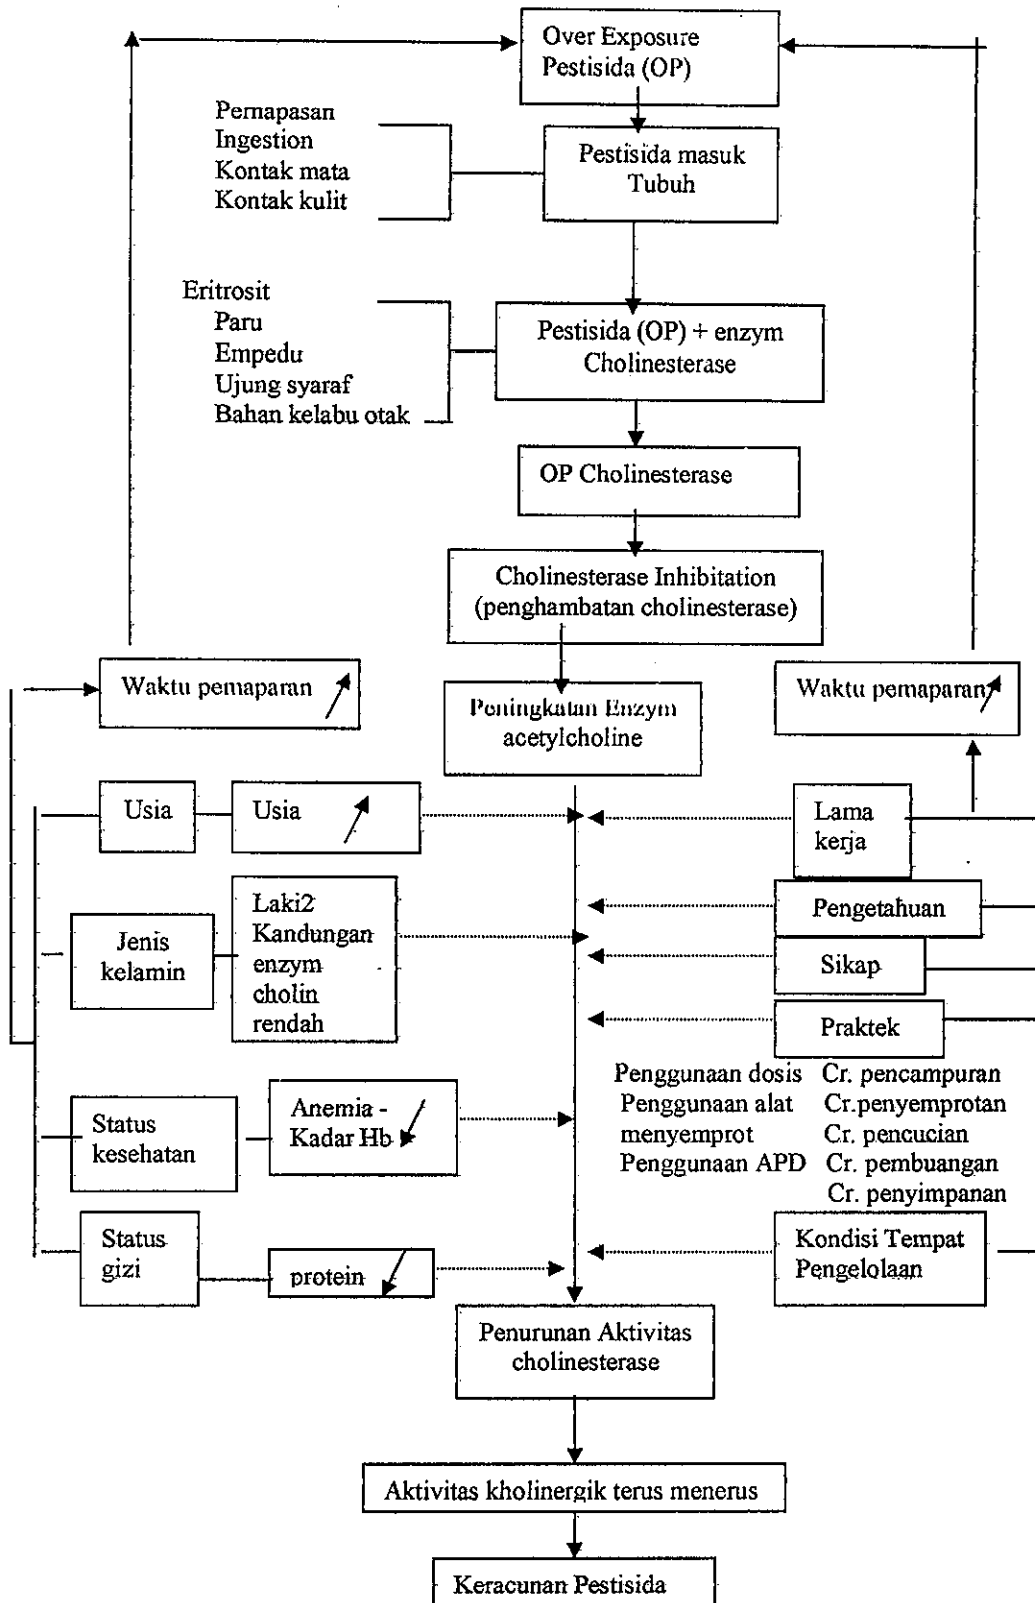 Over Exposure
Pestisida (OP)
Pernapasan
Ingestion
Kontak mata
Kontak kulit
Pestisida masuk
Tubuh
Eritrosit
Paru
Empedu
Ujung syaraf
Bahan kelabu otak
Pestisida (OP) + enzym
Cholinesterase
OP Cholinesterase
Cholinesterase Inhibitation
(penghambatan cholinesterase)
Waktu pemaparan
Peningkatan Enzym
acetylcholine
Waktu pemaparan
Usia
Usia
Lama
kerja
Jenis
kelamin
Laki2
Kandungan
enzym
cholin
rendah
Pengetahuan
Sikap
Praktek
Penggunaan dosis
Penggunaan alat
menyemprot
Penggunaan APD
Cr. pencampuran
Cr.penyemprotan
Cr. pencucian
Cr. pembuangan
Cr. penyimpanan
Status
kesehatan
Anemia -
Kadar Hb
Status
gizi
protein
Kondisi Tempat
Pengelolaan
Penurunan Aktivitas
cholinesterase
Aktivitas kholinergik terus menerus
Keracunan Pestisida